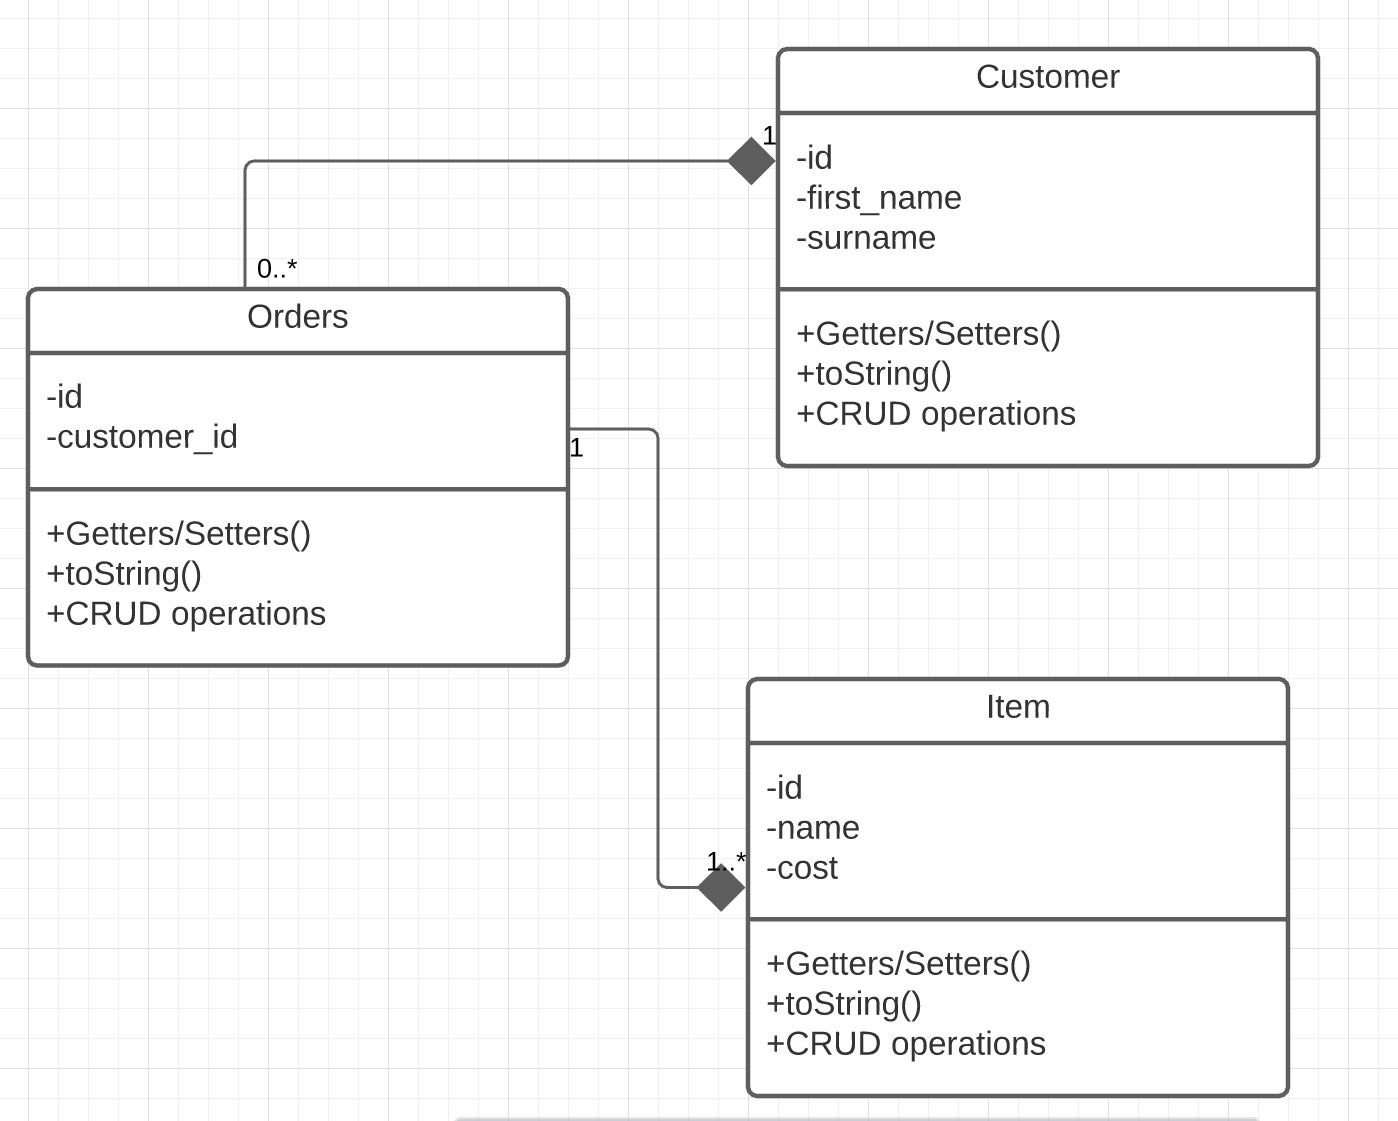 Customer
1
-id
-first_name
-surname
+Getters/Setters()
+toString()
+CRUD operations
0..*
Orders
-id
-customer_id
1
+Getters/Setters()
+toString()
+CRUD operations
Item
-id
-name
-cost
1..*
+Getters/Setters()
+toString()
+CRUD operations